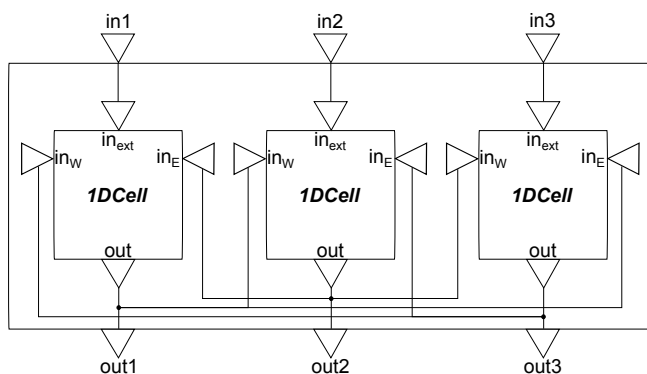 in1 in2 in3
in_ext in_ext in_ext
in_W in_E in_W in_E in_W in_E
1DCell 1DCell 1DCell
out out out
out1 out2 out3